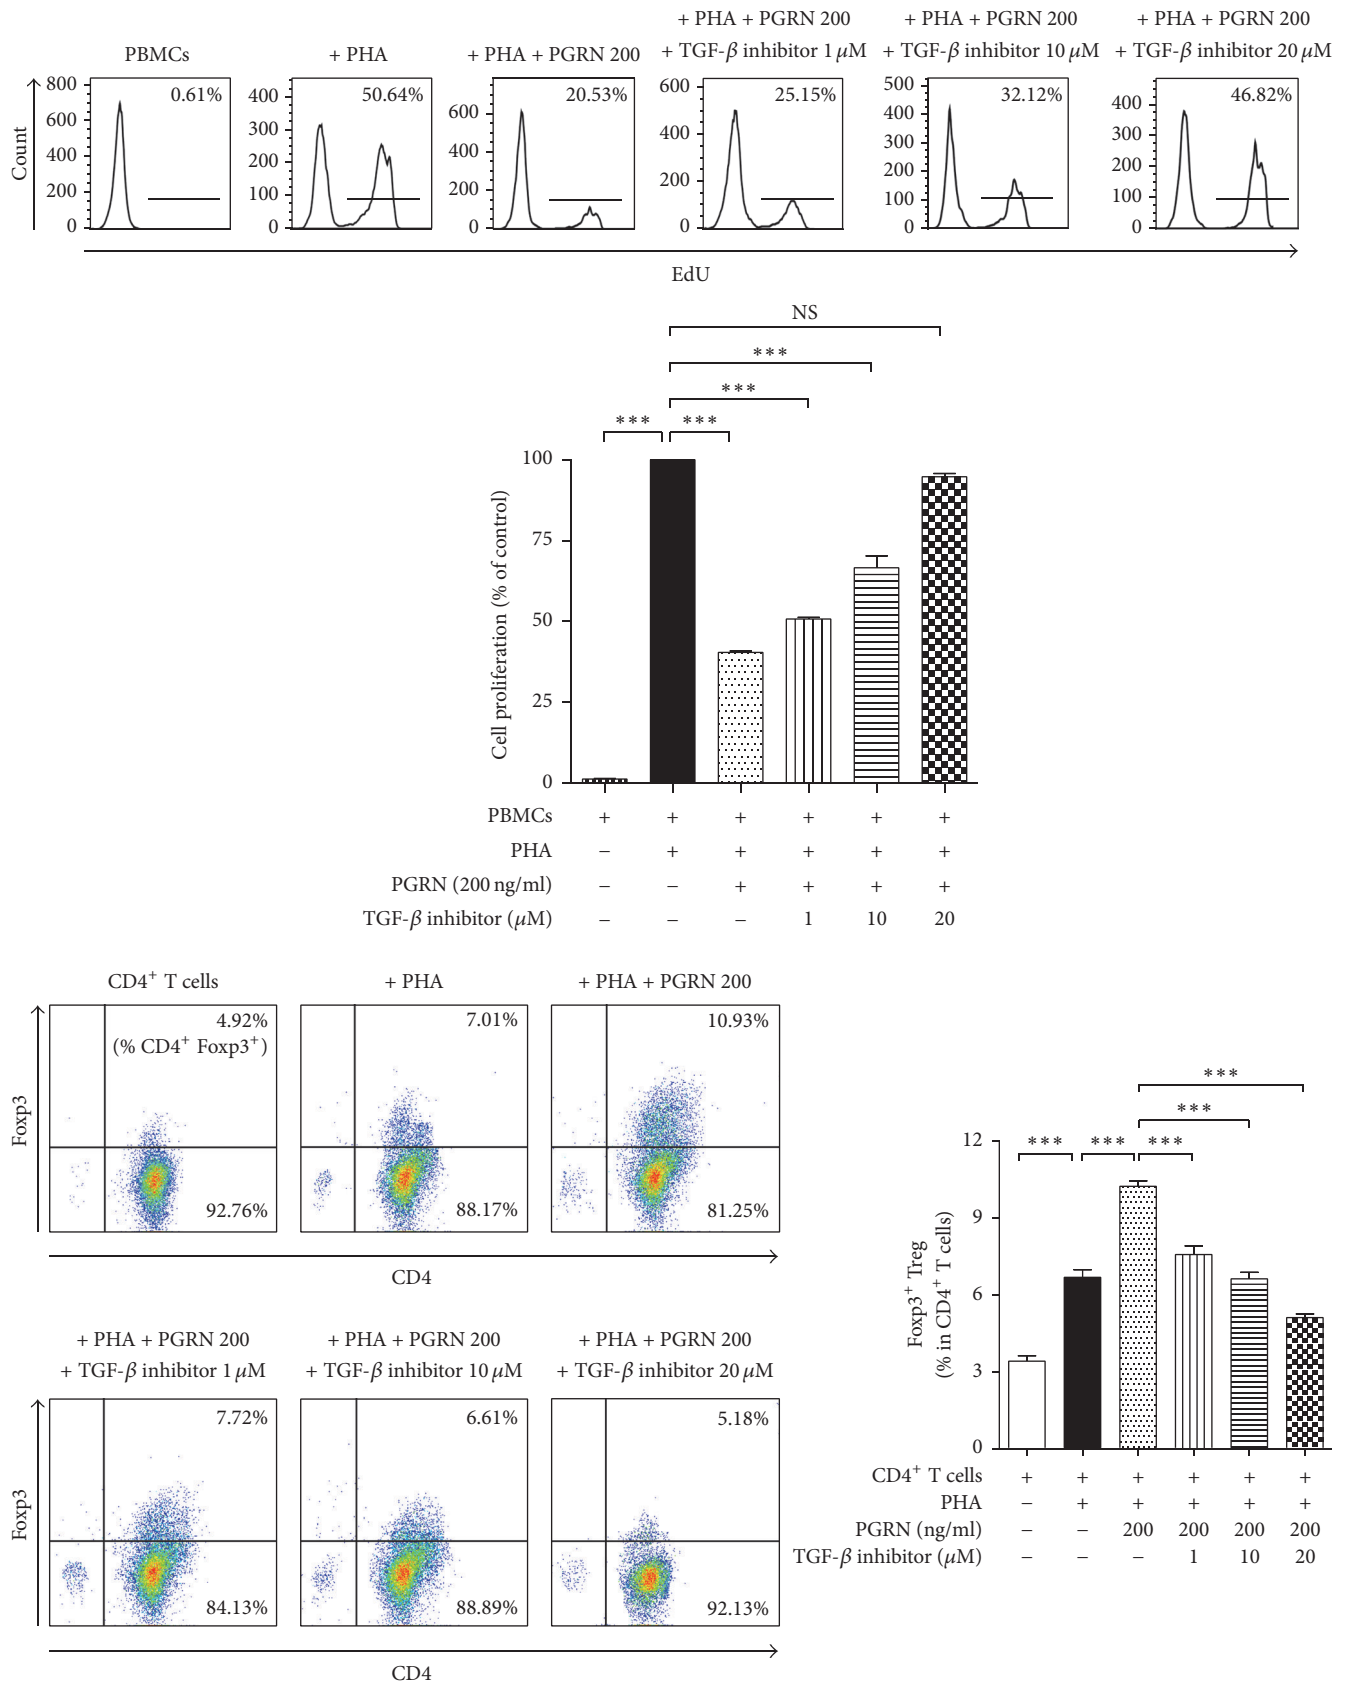 + PHA + PGRN 200 + PHA + PGRN 200 + PHA + PGRN 200
PBMCs + PHA + PHA + PGRN 200 + TGF-β inhibitor 1 μM + TGF-β inhibitor 10 μM + TGF-β inhibitor 20 μM
Count
800
600
400
200
0
0.61%
400
300
200
100
0
50.64%
600
400
200
0
20.53%
600
400
200
0
25.15%
500
400
300
200
100
0
32.12%
400
300
200
100
0
46.82%
EdU
NS
***
***
*** ***
Cell proliferation (% of control)
100
75
50
25
0
PBMCs + + + + + +
PHA − + + + + +
PGRN (200 ng/ml) − − + + + +
TGF-β inhibitor (μM) − − − 1 10 20
CD4+ T cells + PHA + PHA + PGRN 200
Foxp3
4.92%
(% CD4+ Foxp3+)
92.76%
7.01%
88.17%
10.93%
81.25%
CD4
+ PHA + PGRN 200 + PHA + PGRN 200 + PHA + PGRN 200
+ TGF-β inhibitor 1 μM + TGF-β inhibitor 10 μM + TGF-β inhibitor 20 μM
Foxp3
7.72%
84.13%
6.61%
88.89%
5.18%
92.13%
CD4
***
***
*** *** ***
Foxp3+ Treg
(% in CD4+ T cells)
12
9
6
3
0
CD4+ T cells + + + + + +
PHA − + + + + +
PGRN (ng/ml) − − 200 200 200 200
TGF-β inhibitor (μM) − − − 1 10 20